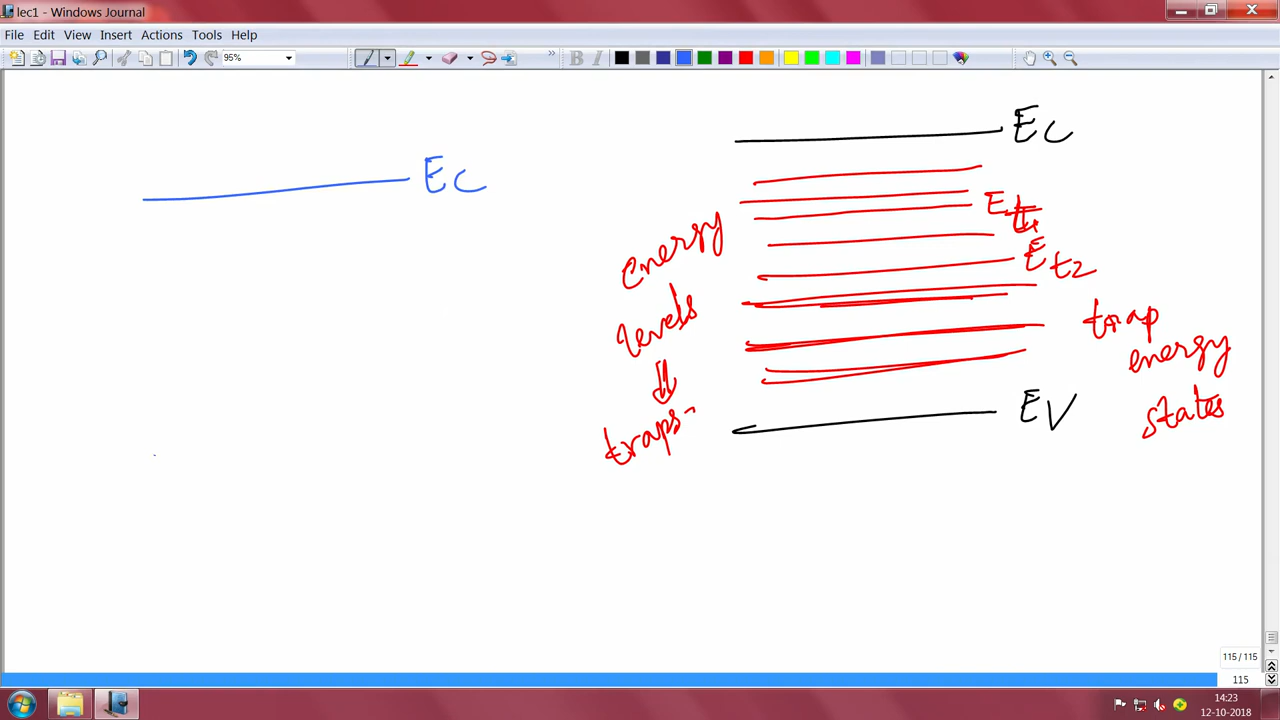 lec1 - Windows Journal
File Edit View Insert Actions Tools Help
95%
B I
EC
EC
Et1
Et2
energy
levels
traps
trap
energy
states
EV
115 / 115
115
14:23
12-10-2018